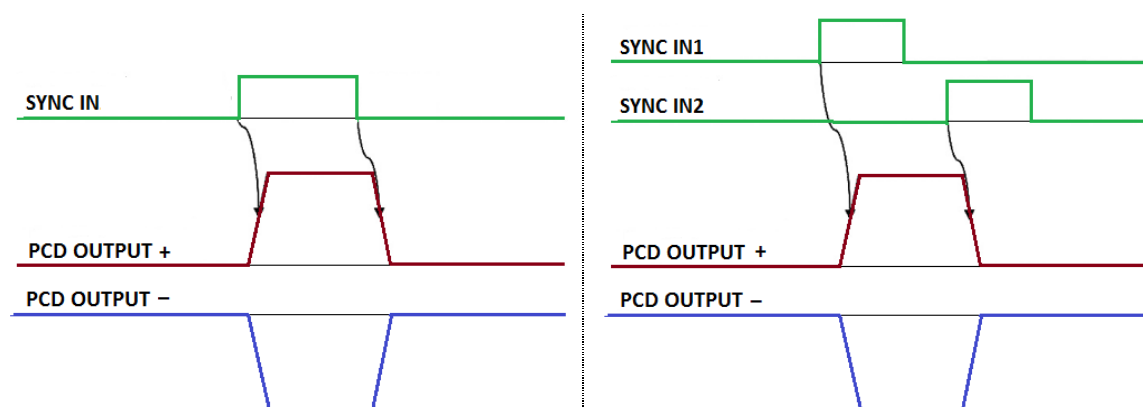 SYNC IN
PCD OUTPUT +
PCD OUTPUT –
SYNC IN1
SYNC IN2
PCD OUTPUT +
PCD OUTPUT –